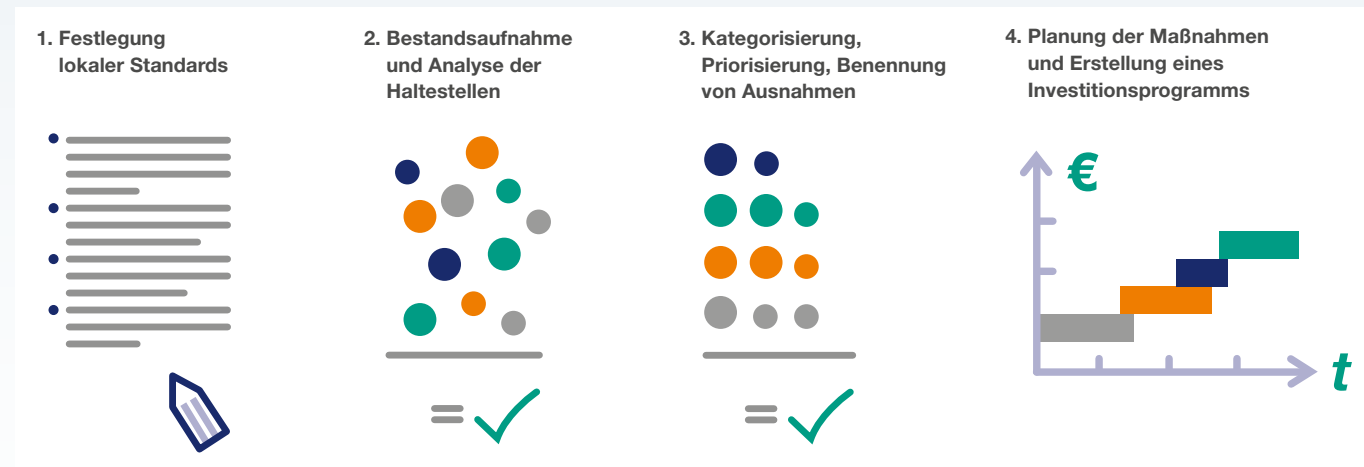 1. Festlegung
lokaler Standards
2. Bestandsaufnahme
und Analyse der
Haltestellen
3. Kategorisierung,
Priorisierung, Benennung
von Ausnahmen
4. Planung der Maßnahmen
und Erstellung eines
Investitionsprogramms
€
t
=
=